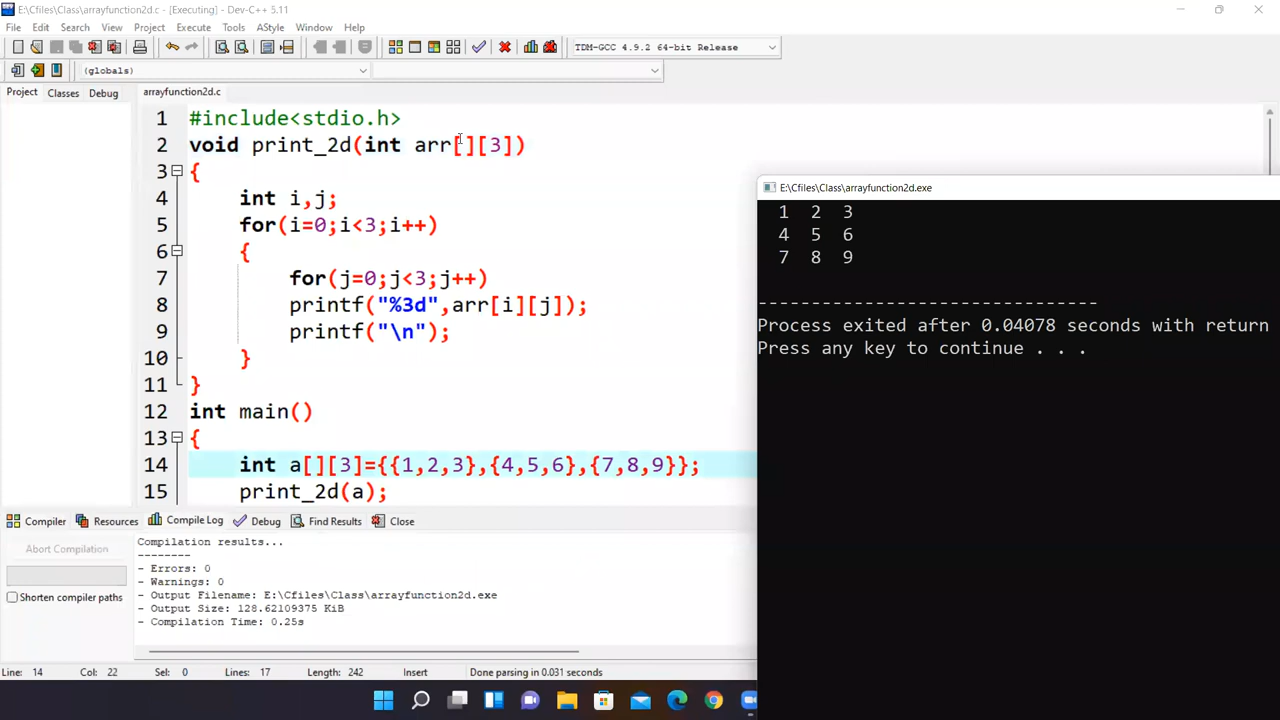 E:\Cfiles\Class\arrayfunction2d.c - [Executing] - Dev-C++ 5.11
File Edit Search View Project Execute Tools AStyle Window Help
TDM-GCC 4.9.2 64-bit Release
(globals)
Project Classes Debug
arrayfunction2d.c
1 #include<stdio.h>
2 void print_2d(int arr[][3])
3 {
4 int i,j;
5 for(i=0;i<3;i++)
6 {
7 for(j=0;j<3;j++)
8 printf("%3d",arr[i][j]);
9 printf("\n");
10 }
11 }
12 int main()
13 {
14 int a[][3]={{1,2,3},{4,5,6},{7,8,9}};
15 print_2d(a);
E:\Cfiles\Class\arrayfunction2d.exe
1 2 3
4 5 6
7 8 9
--------------------------------
Process exited after 0.04078 seconds with return
Press any key to continue . . .
Compiler Resources Compile Log Debug Find Results Close
Abort Compilation
Shorten compiler paths
Compilation results...
--------
- Errors: 0
- Warnings: 0
- Output Filename: E:\Cfiles\Class\arrayfunction2d.exe
- Output Size: 128.62109375 KiB
- Compilation Time: 0.25s
Line: 14 Col: 22 Sel: 0 Lines: 17 Length: 242 Insert Done parsing in 0.031 seconds